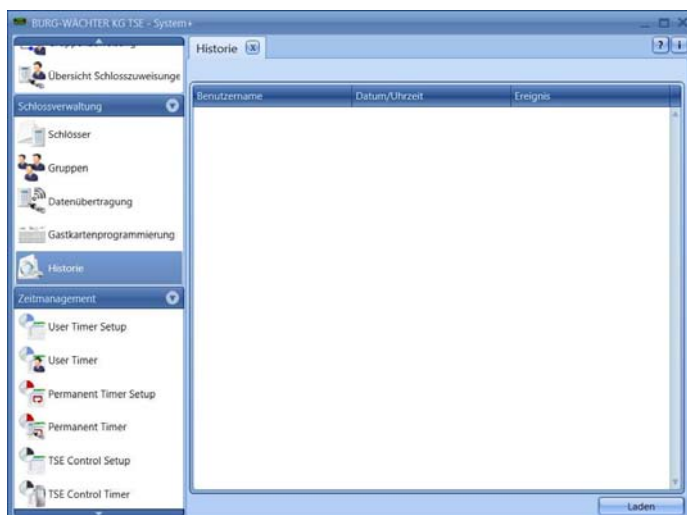 BURG-WÄCHTER KG TSE - System+
Übersicht Schlosszuweisunge
Schlossverwaltung
Schlösser
Gruppen
Datenübertragung
Gastkartenprogrammierung
Historie
Zeitmanagement
User Timer Setup
User Timer
Permanent Timer Setup
Permanent Timer
TSE Control Setup
TSE Control Timer
Historie x
? i
Benutzername Datum/Uhrzeit Ereignis
Laden